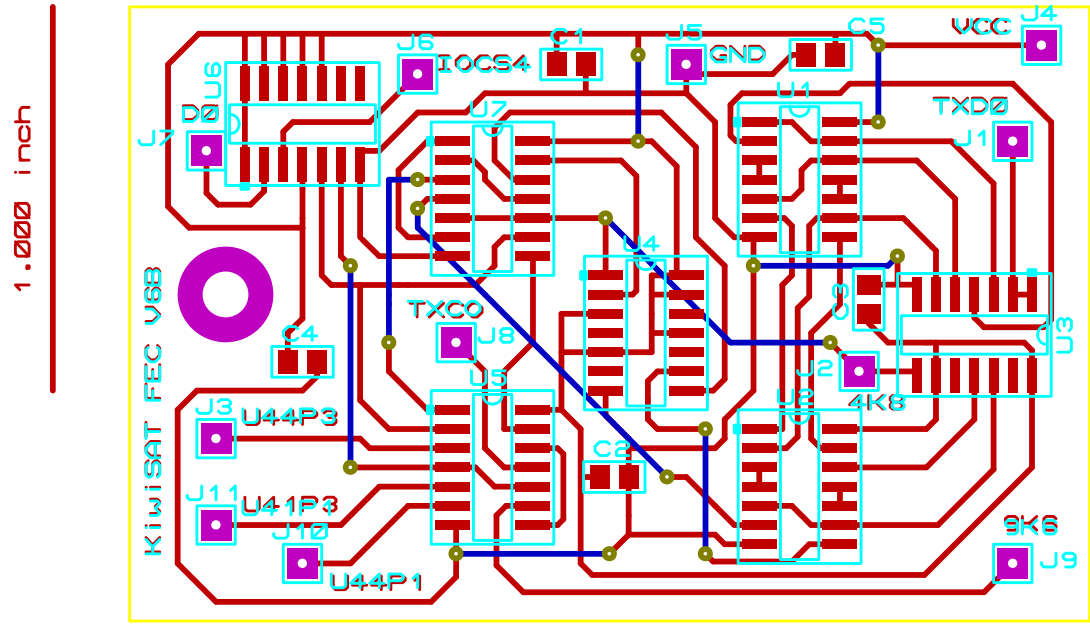 1.000 inch
KiwiSAT FEC V6B
VCC
J4
J5
J6
C1
C5
IOCS4
GND
U6
D0
J7
U7
U1
TXD0
J1
U4
C3
U3
TXCO
J8
C4
J2
4K8
U5
U2
J3
U44P3
C2
J11
U41P3
J10
U44P1
9K6
J9